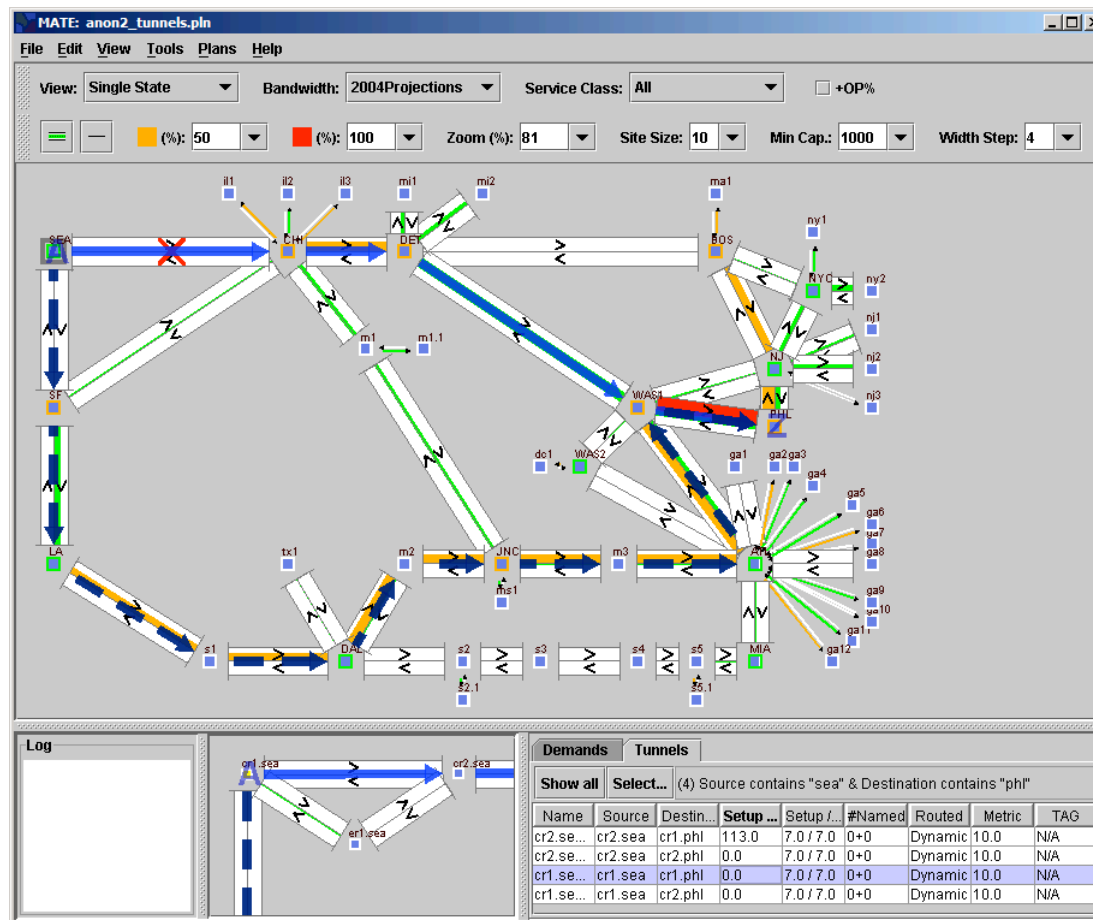 MATE: anon2_tunnels.pln
File Edit View Tools Plans Help
View: Single State Bandwidth: 2004Projections Service Class: All +OP%
(%): 50 (%): 100 Zoom (%): 81 Site Size: 10 Min Cap.: 1000 Width Step: 4
il1 il2 il3 mi1 mi2 ma1
ny1
SEA CHI DET BOS
A
NYC ny2
nj1
m1 m1.1 NJ nj2
SF WAS1 nj3
PHL
Z
dc1 WAS2 ga1 ga2 ga3
ga4
ga5
ga6
ga7
LA tx1 m2 JNC m3 ga8
ms1 ga9
ga10
ga11
s1 DAL s2 s3 s4 s5 MIA ga12
s2.1 s5.1
Log
cr1.sea cr2.sea
A
er1.sea
Demands Tunnels
Show all Select... (4) Source contains "sea" & Destination contains "phl"
Name Source Destin... Setup ... Setup /... #Named Routed Metric TAG
cr2.se... cr2.sea cr1.phl 113.0 7.0 / 7.0 0+0 Dynamic 10.0 N/A
cr2.se... cr2.sea cr2.phl 0.0 7.0 / 7.0 0+0 Dynamic 10.0 N/A
cr1.se... cr1.sea cr1.phl 0.0 7.0 / 7.0 0+0 Dynamic 10.0 N/A
cr1.se... cr1.sea cr2.phl 0.0 7.0 / 7.0 0+0 Dynamic 10.0 N/A